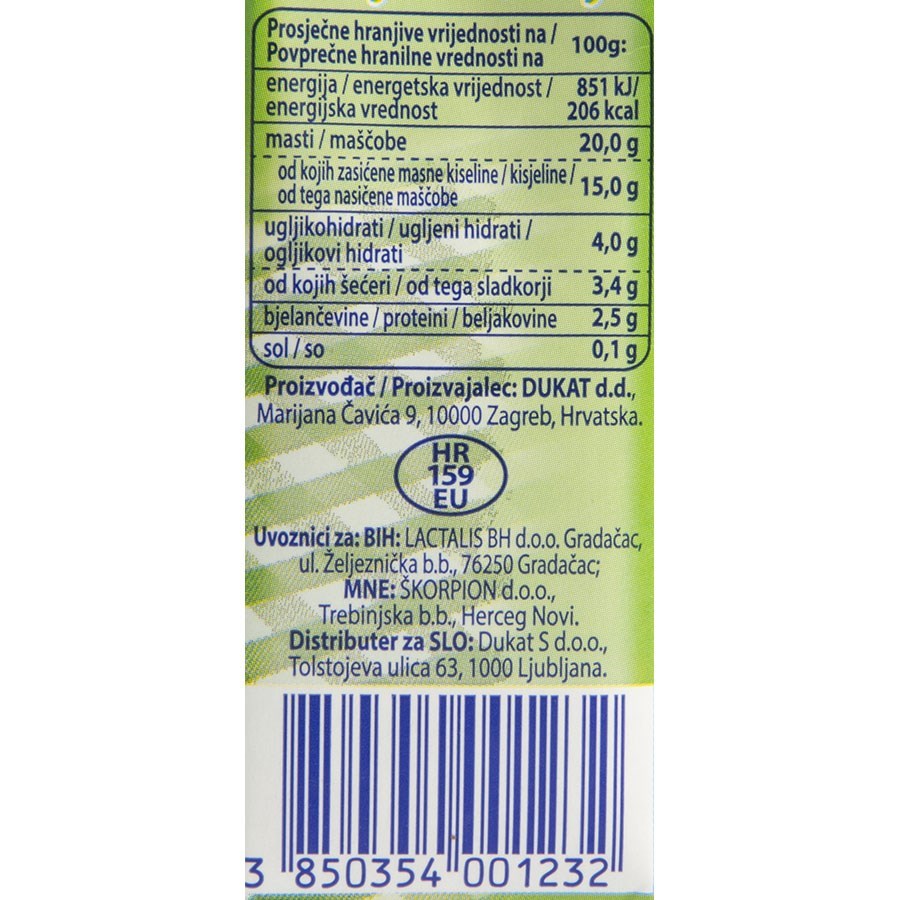 Prosječne hranjive vrijednosti na /
Povprečne hranilne vrednosti na 100g:
energija / energetska vrijednost / 851 kJ/
energijska vrednost 206 kcal
masti / maščobe 20,0 g
od kojih zasićene masne kiseline / kisjeline /
od tega nasičene maščobe 15,0 g
ugljikohidrati / ugljeni hidrati /
ogljikovi hidrati 4,0 g
od kojih šećeri / od tega sladkorji 3,4 g
bjelančevine / proteini / beljakovine 2,5 g
sol / so 0,1 g
Proizvođač / Proizvajalec: DUKAT d.d.,
Marijana Čavića 9, 10000 Zagreb, Hrvatska.
HR
159
EU
Uvoznici za: BIH: LACTALIS BH d.o.o. Gradačac,
ul. Željeznička b.b., 76250 Gradačac;
MNE: ŠKORPION d.o.o.,
Trebinjska b.b., Herceg Novi.
Distributer za SLO: Dukat S d.o.o.,
Tolstojeva ulica 63, 1000 Ljubljana.
3 850354 001232